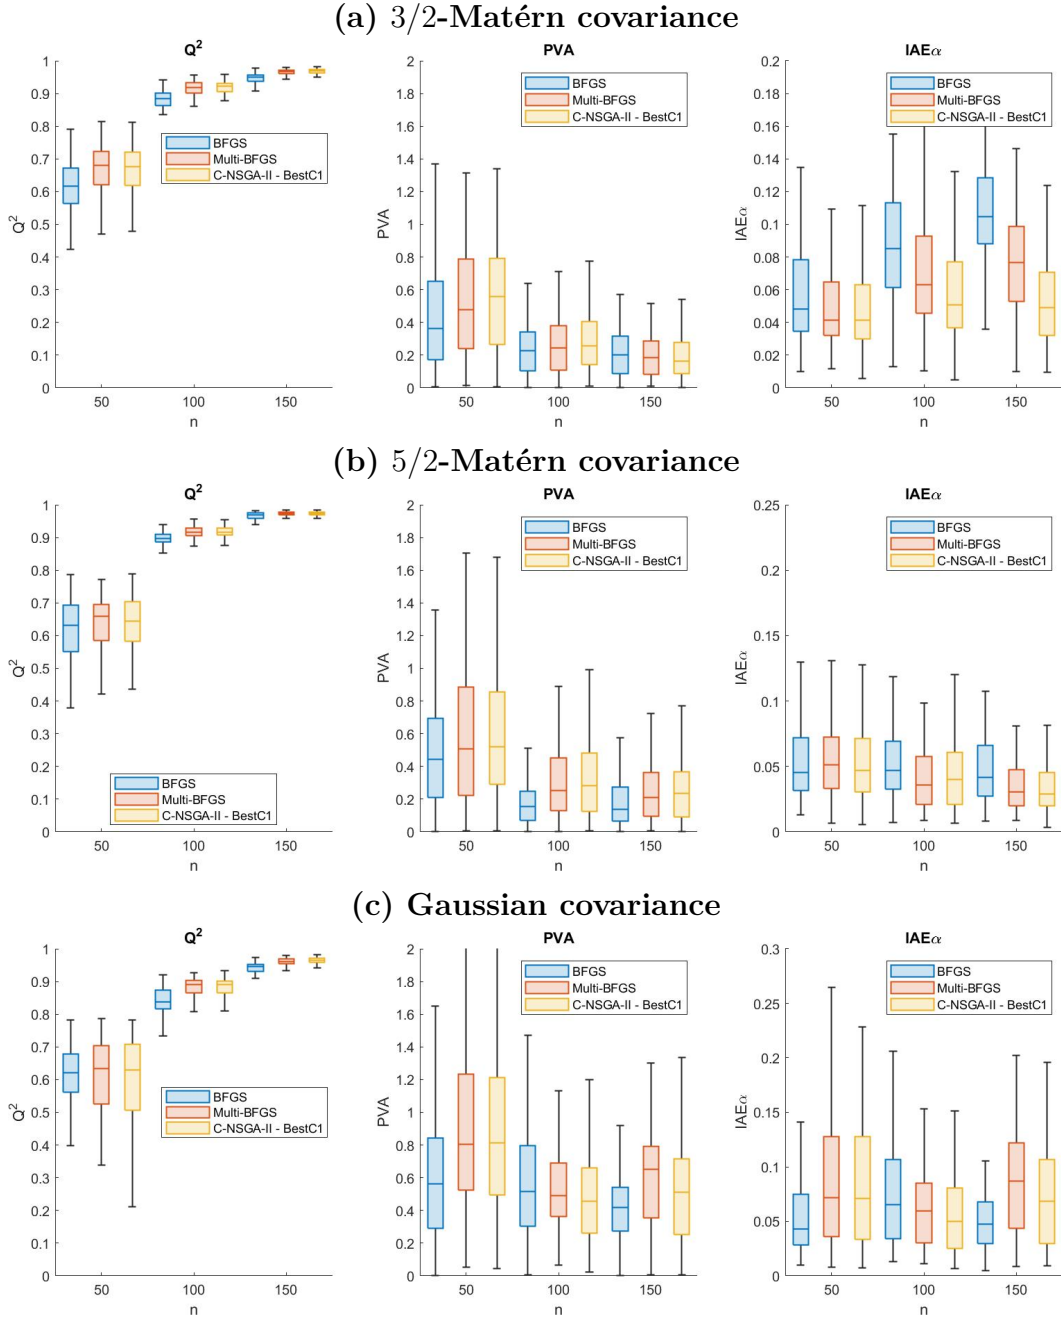 (a) 3/2-Matérn covariance
Q²
1
0.9
0.8
0.7
0.6
0.5
0.4
0.3
0.2
0.1
0
Q²
50
100
150
n
BFGS
Multi-BFGS
C-NSGA-II - BestC1
PVA
2
1.8
1.6
1.4
1.2
1
0.8
0.6
0.4
0.2
0
PVA
50
100
150
n
BFGS
Multi-BFGS
C-NSGA-II - BestC1
IAEα
0.2
0.18
0.16
0.14
0.12
0.1
0.08
0.06
0.04
0.02
0
IAEα
50
100
150
n
BFGS
Multi-BFGS
C-NSGA-II - BestC1
(b) 5/2-Matérn covariance
Q²
1
0.9
0.8
0.7
0.6
0.5
0.4
0.3
0.2
0.1
0
Q²
50
100
150
n
BFGS
Multi-BFGS
C-NSGA-II - BestC1
PVA
2
1.8
1.6
1.4
1.2
1
0.8
0.6
0.4
0.2
0
PVA
50
100
150
n
BFGS
Multi-BFGS
C-NSGA-II - BestC1
IAEα
0.25
0.2
0.15
0.1
0.05
0
IAEα
50
100
150
n
BFGS
Multi-BFGS
C-NSGA-II - BestC1
(c) Gaussian covariance
Q²
1
0.9
0.8
0.7
0.6
0.5
0.4
0.3
0.2
0.1
0
Q²
50
100
150
n
BFGS
Multi-BFGS
C-NSGA-II - BestC1
PVA
2
1.8
1.6
1.4
1.2
1
0.8
0.6
0.4
0.2
0
PVA
50
100
150
n
BFGS
Multi-BFGS
C-NSGA-II - BestC1
IAEα
0.3
0.25
0.2
0.15
0.1
0.05
0
IAEα
50
100
150
n
BFGS
Multi-BFGS
C-NSGA-II - BestC1